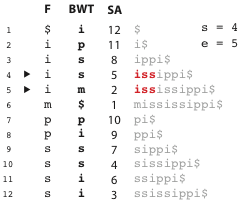 F BWT SA
1 $ i 12 $ s = 4
2 i p 11 i$ e = 5
3 i s 8 ippi$
4 ▶ i s 5 ississippi$
5 ▶ i m 2 ississippi$
6 m $ 1 mississippi$
7 p p 10 pi$
8 p i 9 ppi$
9 s s 7 sippi$
10 s s 4 sissippi$
11 s i 6 ssippi$
12 s i 3 ssissippi$